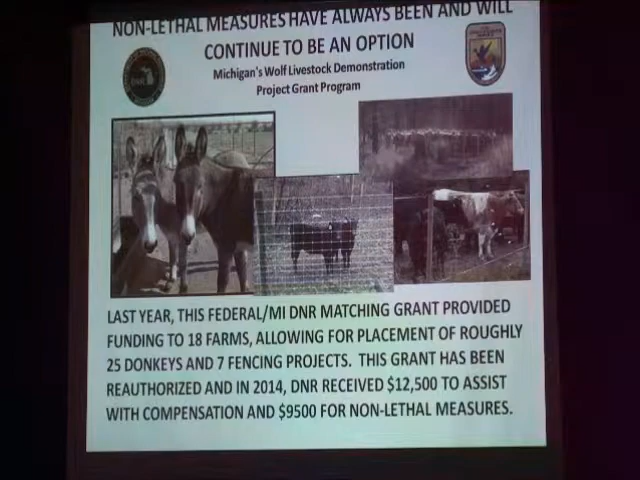 NON-LETHAL MEASURES HAVE ALWAYS BEEN AND WILL
CONTINUE TO BE AN OPTION
Michigan's Wolf Livestock Demonstration
Project Grant Program
DNR
LAST YEAR, THIS FEDERAL/MI DNR MATCHING GRANT PROVIDED
FUNDING TO 18 FARMS, ALLOWING FOR PLACEMENT OF ROUGHLY
25 DONKEYS AND 7 FENCING PROJECTS. THIS GRANT HAS BEEN
REAUTHORIZED AND IN 2014, DNR RECEIVED $12,500 TO ASSIST
WITH COMPENSATION AND $9500 FOR NON-LETHAL MEASURES.